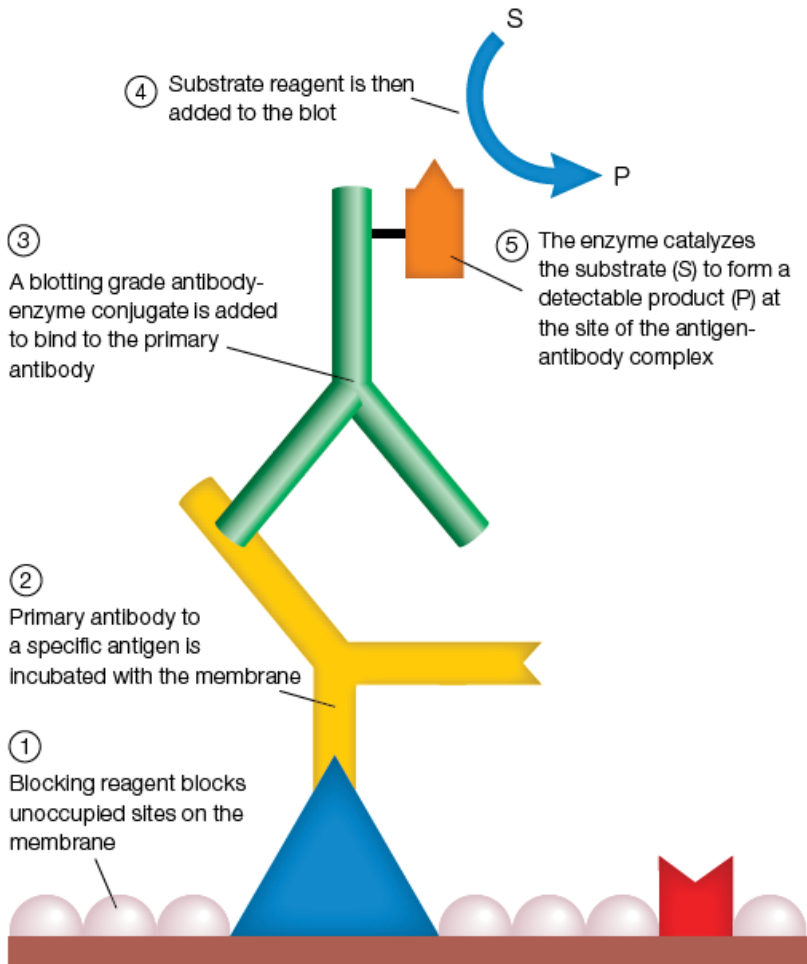 S
④ Substrate reagent is then
added to the blot
P
③
A blotting grade antibody-
enzyme conjugate is added
to bind to the primary
antibody
⑤ The enzyme catalyzes
the substrate (S) to form a
detectable product (P) at
the site of the antigen-
antibody complex
②
Primary antibody to
a specific antigen is
incubated with the membrane
①
Blocking reagent blocks
unoccupied sites on the
membrane